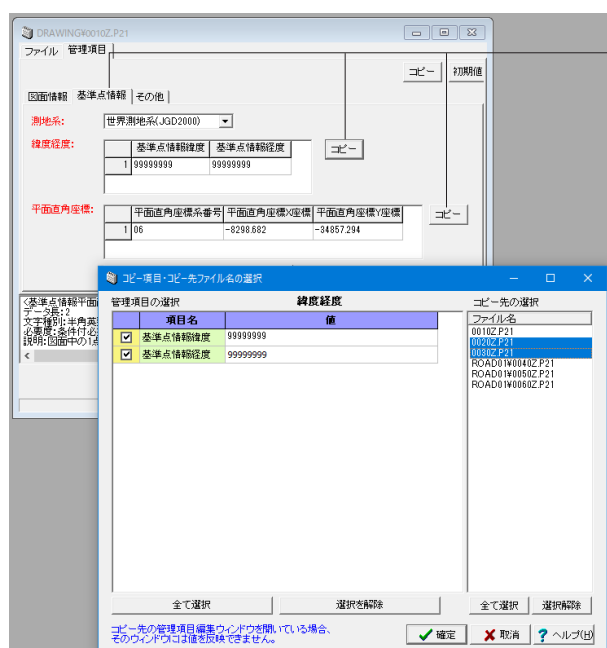 DRAWING¥0010Z.P21
ファイル 管理項目
コピー 初期値
図面情報 基準点情報 その他
測地系: 世界測地系(JGD2000)
緯度経度: 基準点情報緯度 基準点情報経度 コピー
1 99999999 99999999
平面直角座標: 平面直角座標系番号 平面直角座標X座標 平面直角座標Y座標 コピー
1 06 -8298.682 -34857.294
<基準点情報平面
データ長:2
文字種別:半角英
必要度:条件付必
説明:図面中の1点
コピー項目・コピー先ファイル名の選択
管理項目の選択 緯度経度 コピー先の選択
項目名 値 ファイル名
基準点情報緯度 99999999
基準点情報経度 99999999
0010Z.P21
0020Z.P21
0030Z.P21
ROAD01¥0040Z.P21
ROAD01¥0050Z.P21
ROAD01¥0060Z.P21
全て選択 選択を解除 全て選択 選択解除
コピー先の管理項目編集ウィンドウを開いている場合、
そのウィンドウには値を反映できません。
確定 取消 ヘルプ(H)